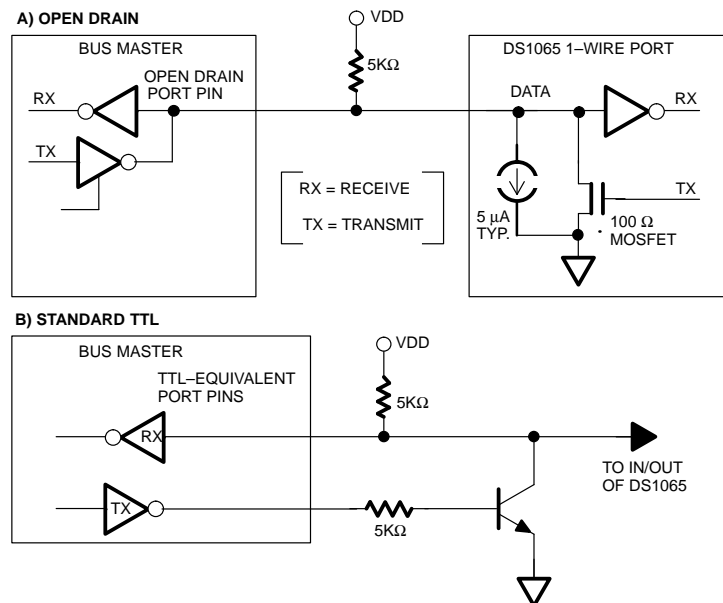 A) OPEN DRAIN
BUS MASTER
VDD
DS1065 1–WIRE PORT
5KΩ
OPEN DRAIN
PORT PIN
RX
DATA
RX
TX
TX
RX = RECEIVE
TX = TRANSMIT
5 µA
TYP.
100 Ω
MOSFET
B) STANDARD TTL
BUS MASTER
VDD
TTL–EQUIVALENT
PORT PINS
5KΩ
RX
TO IN/OUT
OF DS1065
TX
5KΩ